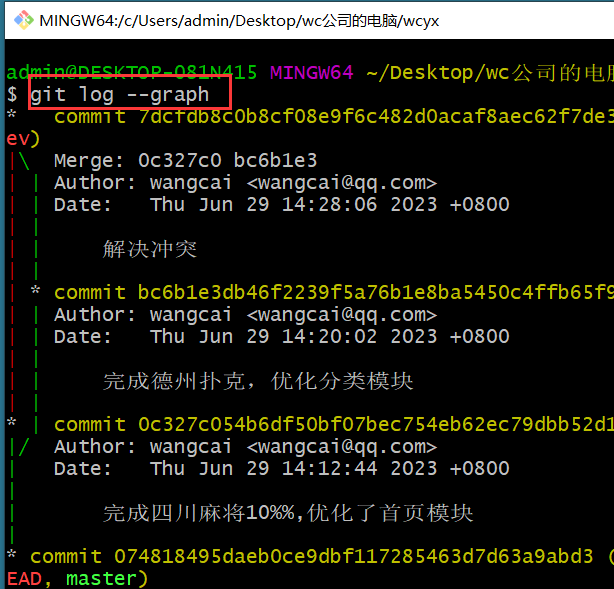 MINGW64:/c/Users/admin/Desktop/wc公司的电脑/wcyx
admin@DESKTOP-081N415 MINGW64 ~/Desktop/wc公司的电脑
$ git log --graph
* commit 7dcfdb8c0b8cf08e9f6c482d0acaf8aec62f7de3
ev)
|\ Merge: 0c327c0 bc6b1e3
| | Author: wangcai <wangcai@qq.com>
| | Date: Thu Jun 29 14:28:06 2023 +0800
| |
| | 解决冲突
| |
| * commit bc6b1e3db46f2239f5a76b1e8ba5450c4ffb65f9
| | Author: wangcai <wangcai@qq.com>
| | Date: Thu Jun 29 14:20:02 2023 +0800
| |
| | 完成德州扑克，优化分类模块
| |
* | commit 0c327c054b6df50bf07bec754eb62ec79dbb52d1
|/ Author: wangcai <wangcai@qq.com>
| Date: Thu Jun 29 14:12:44 2023 +0800
|
| 完成四川麻将10%%,优化了首页模块
|
* commit 074818495daeb0ce9dbf117285463d7d63a9abd3 (
EAD, master)